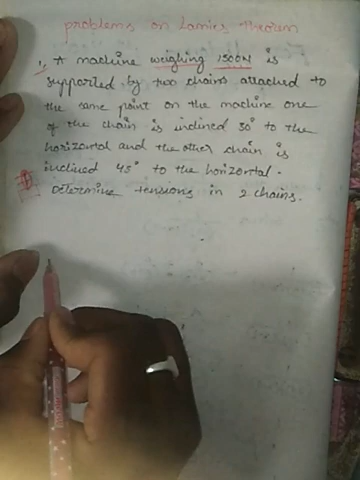 problems on Lamies Theorem
1, A machine weighing 1500N is
supported by two chains attached to
the same point on the machine one
of the chain is inclined 30° to the
horizontal and the other chain is
inclined 45° to the horizontal.
Determine tensions in 2 chains.